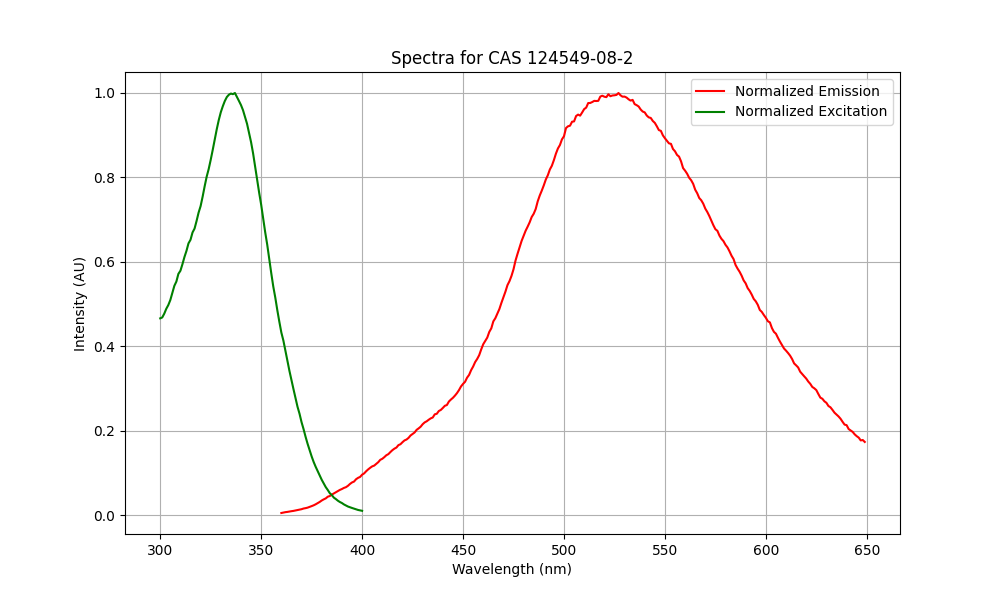 Spectra for CAS 124549-08-2
Normalized Emission
Normalized Excitation
Intensity (AU)
1.0
0.8
0.6
0.4
0.2
0.0
300 350 400 450 500 550 600 650
Wavelength (nm)